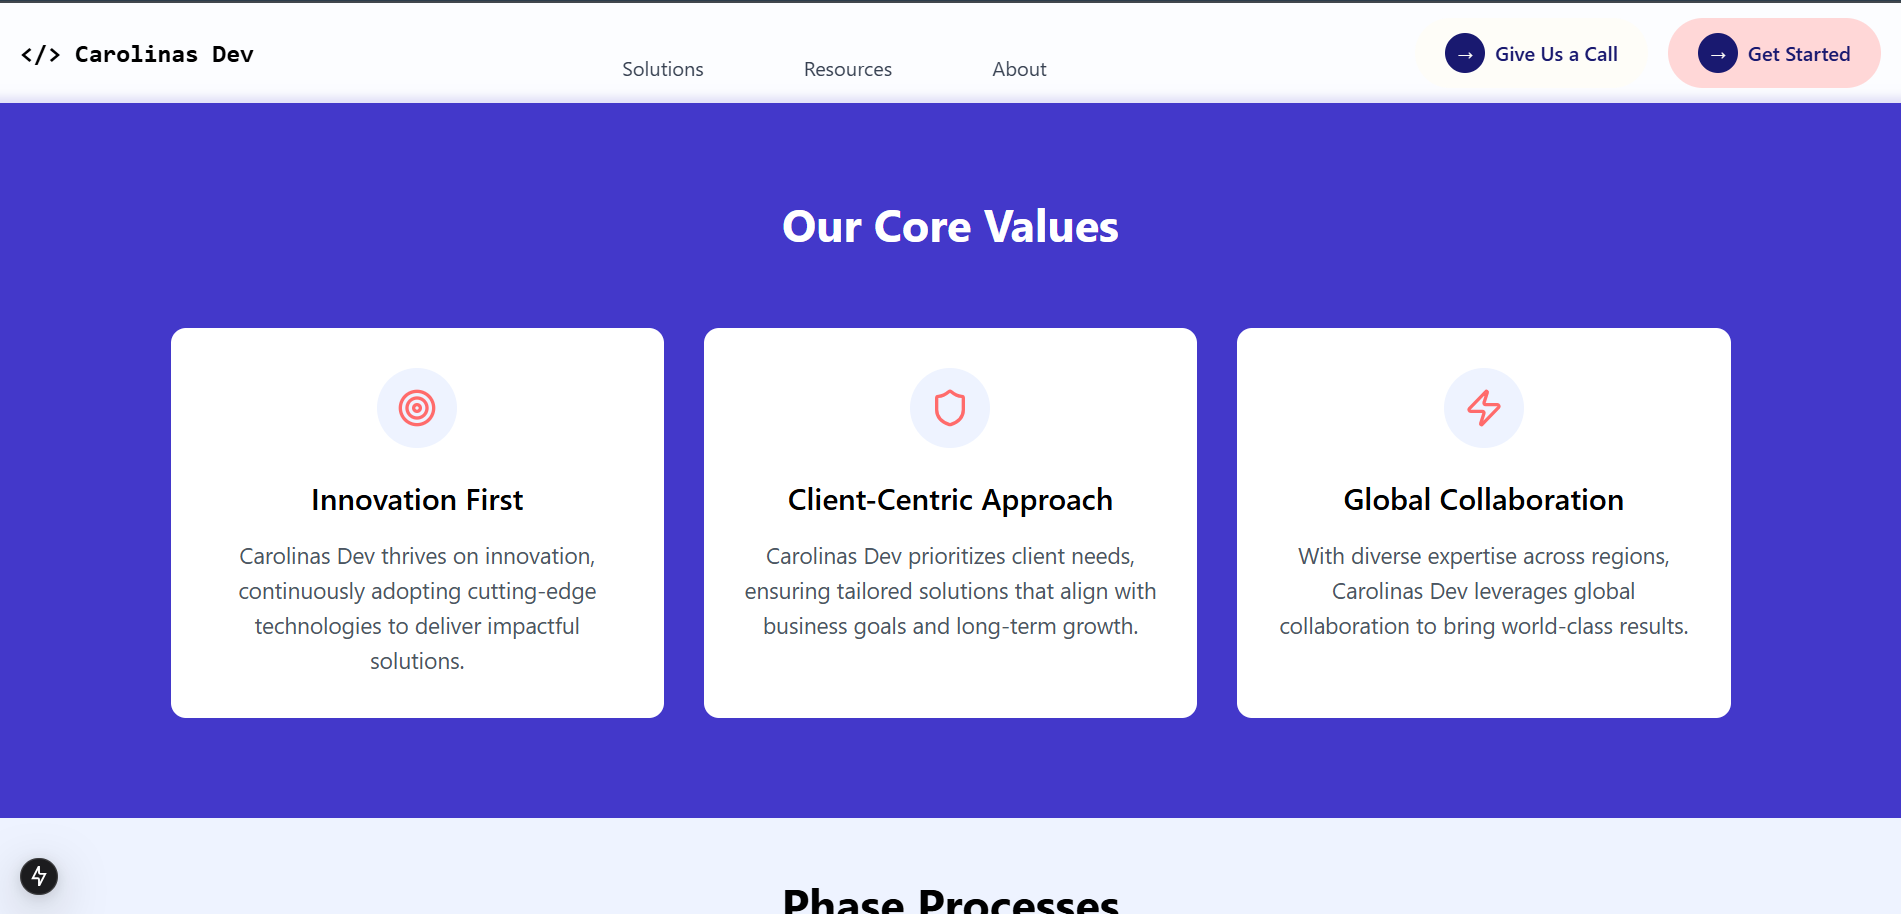 </> Carolinas Dev
Solutions
Resources
About
→ Give Us a Call
→ Get Started
Our Core Values
Innovation First
Carolinas Dev thrives on innovation,
continuously adopting cutting-edge
technologies to deliver impactful
solutions.
Client-Centric Approach
Carolinas Dev prioritizes client needs,
ensuring tailored solutions that align with
business goals and long-term growth.
Global Collaboration
With diverse expertise across regions,
Carolinas Dev leverages global
collaboration to bring world-class results.
Phase Processes